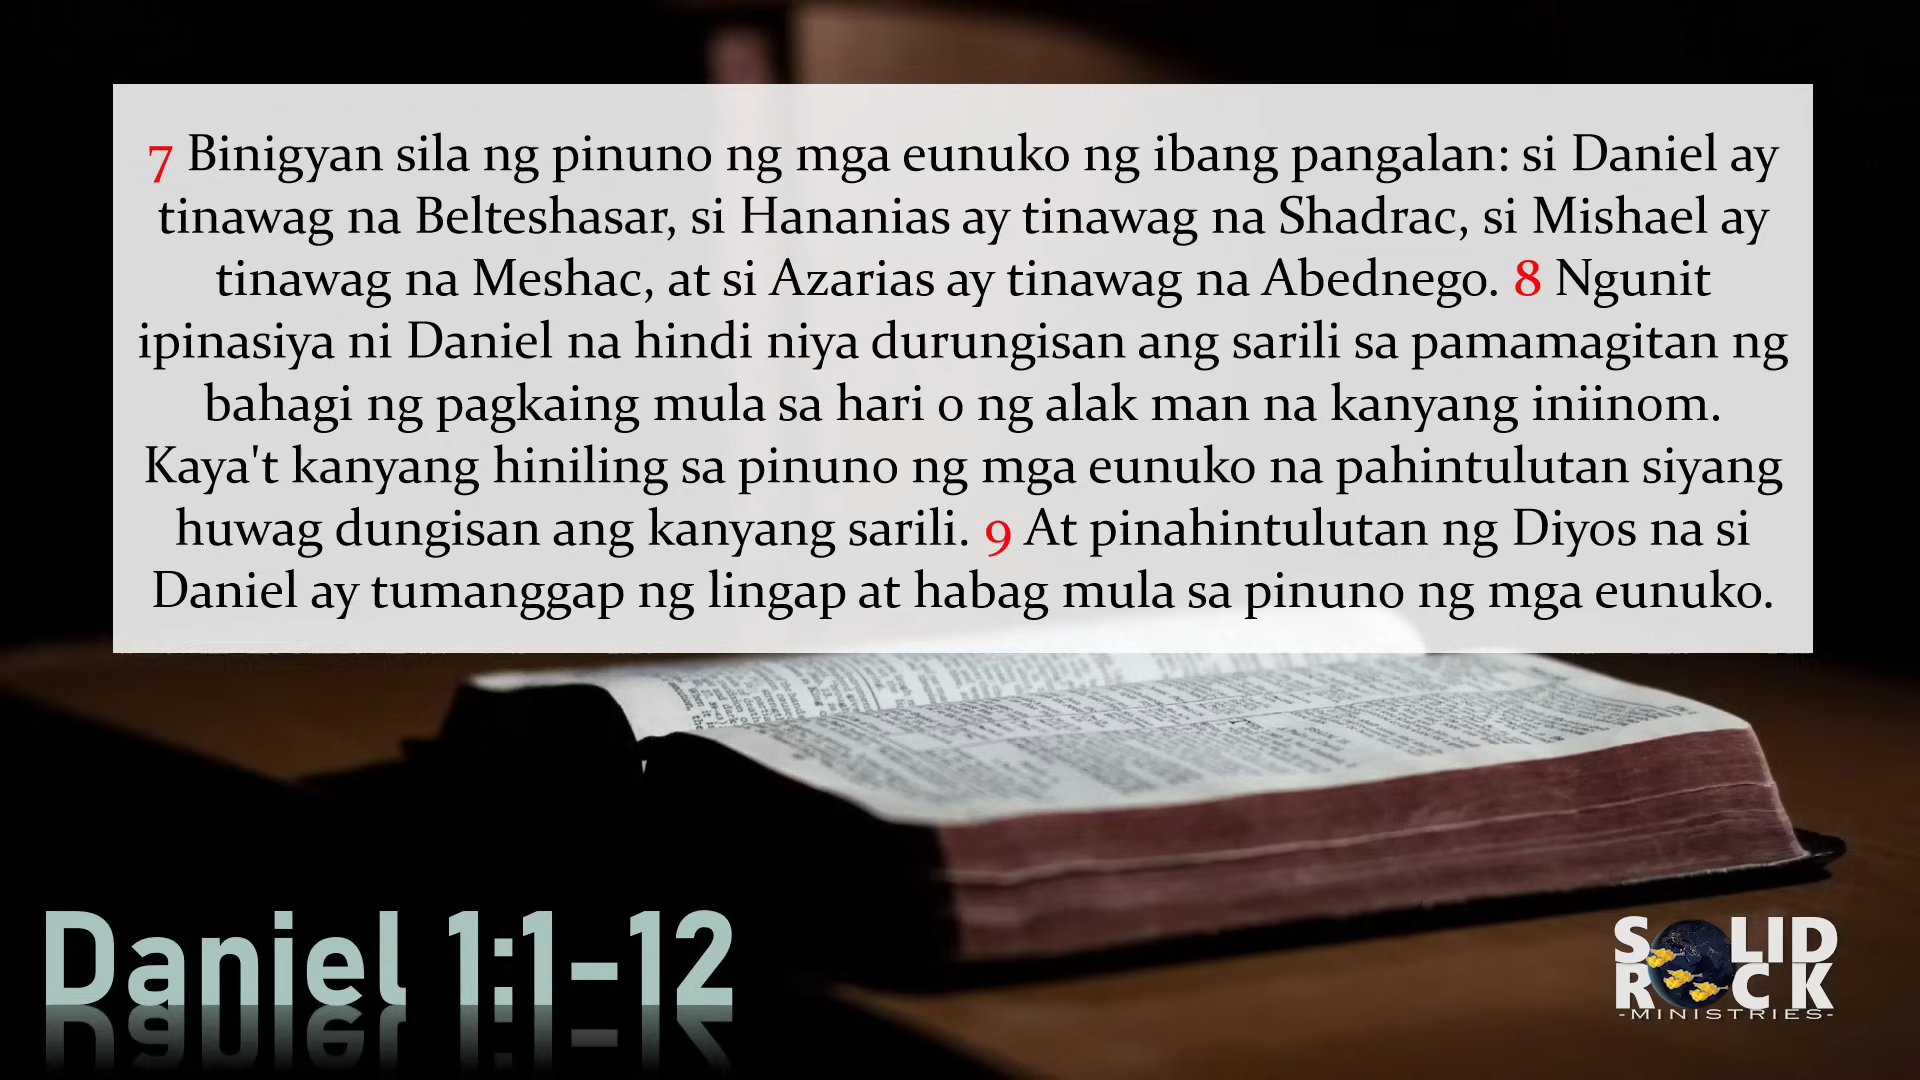 7 Binigyan sila ng pinuno ng mga eunuko ng ibang pangalan: si Daniel ay
tinawag na Belteshasar, si Hananias ay tinawag na Shadrac, si Mishael ay
tinawag na Meshac, at si Azarias ay tinawag na Abednego. 8 Ngunit
ipinasiya ni Daniel na hindi niya durungisan ang sarili sa pamamagitan ng
bahagi ng pagkaing mula sa hari o ng alak man na kanyang iniinom.
Kaya't kanyang hiniling sa pinuno ng mga eunuko na pahintulutan siyang
huwag dungisan ang kanyang sarili. 9 At pinahintulutan ng Diyos na si
Daniel ay tumanggap ng lingap at habag mula sa pinuno ng mga eunuko.
Daniel 1:1-12
SOLID
ROCK
-MINISTRIES-